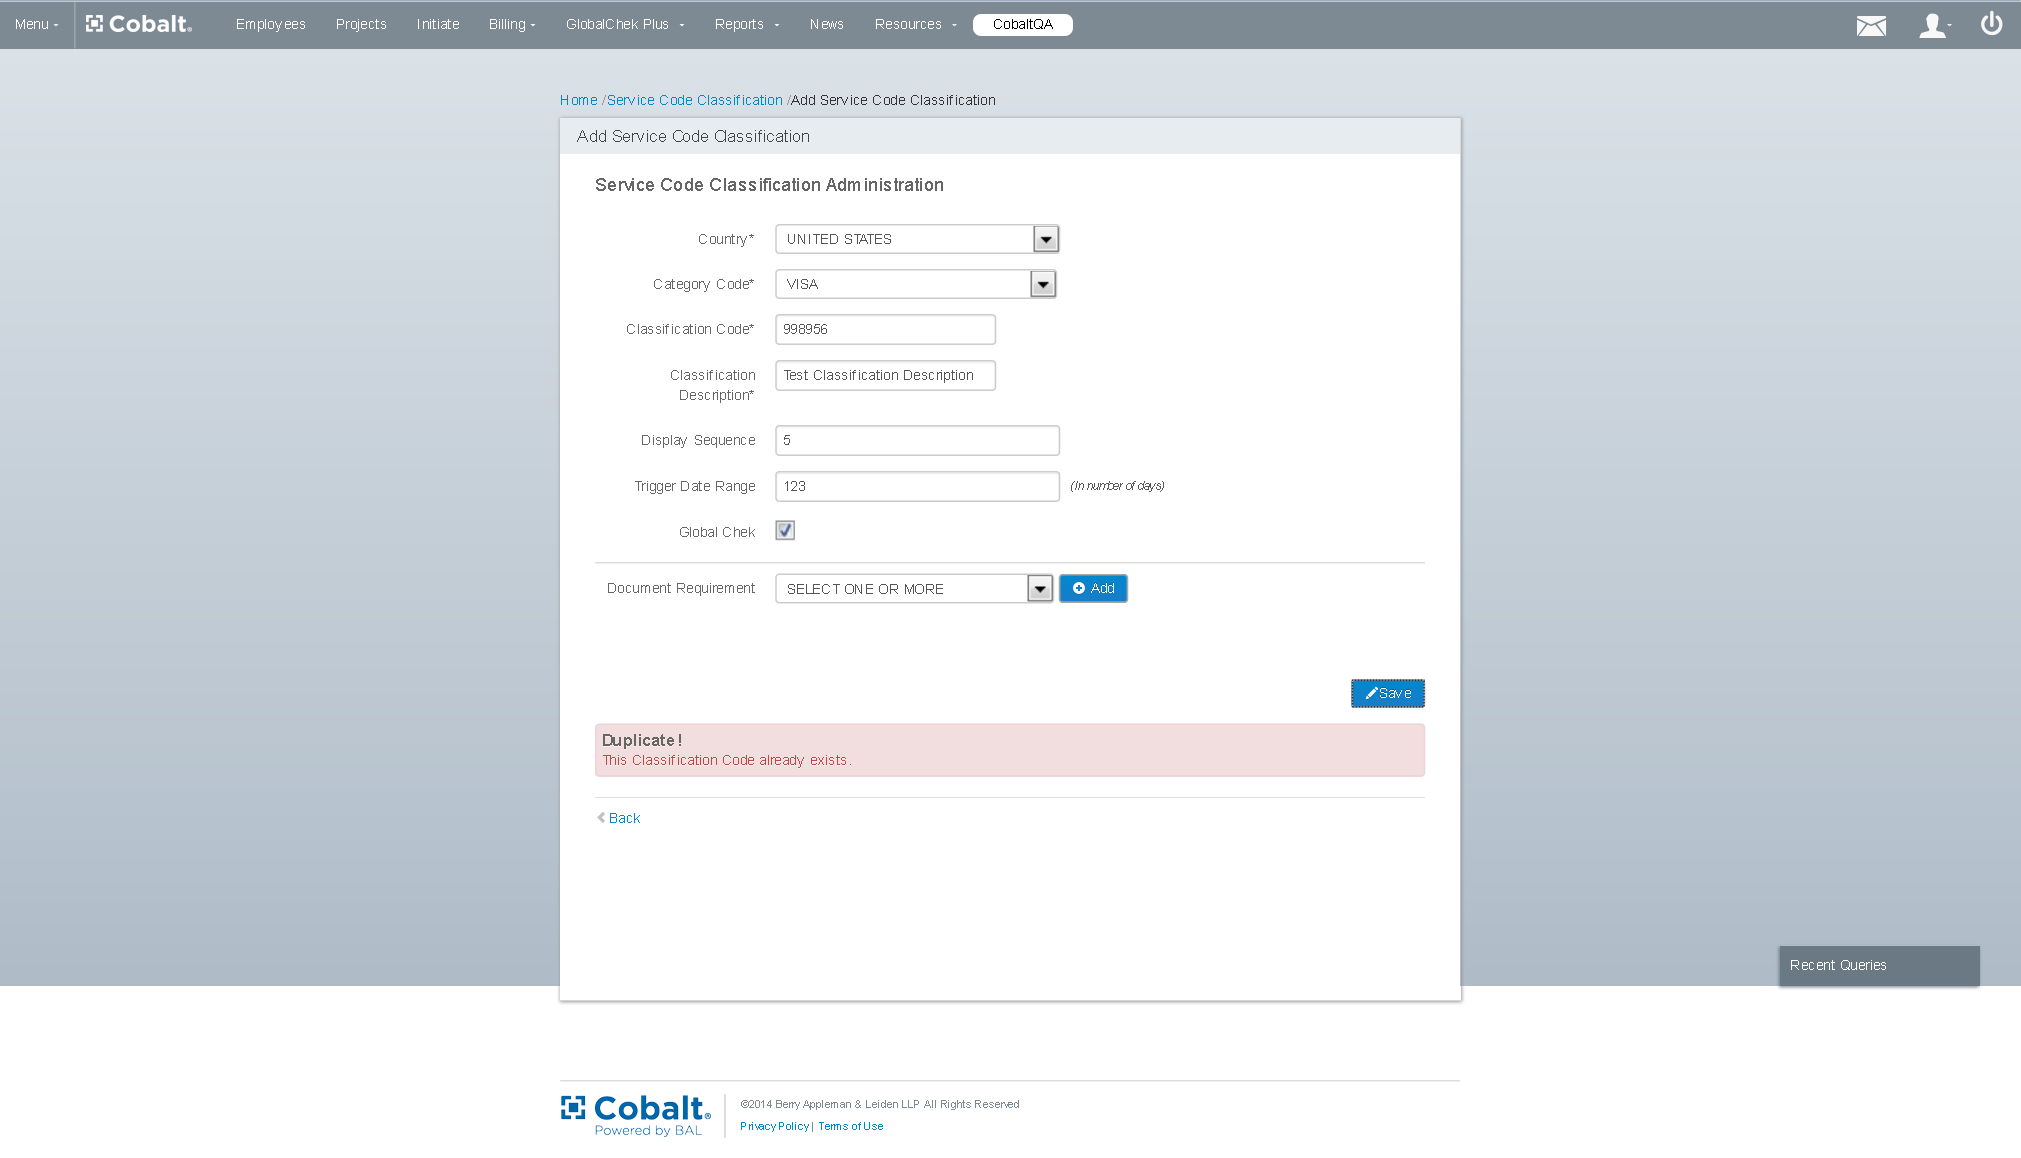 Menu
Cobalt.
Employees
Projects
Initiate
Billing
GlobalChek Plus
Reports
News
Resources
CobaltQA
Home /Service Code Classification /Add Service Code Classification
Add Service Code Classification
Service Code Classification Administration
Country* UNITED STATES
Category Code* VISA
Classification Code* 998956
Classification
Description* Test Classification Description
Display Sequence 5
Trigger Date Range 123 (In number of days)
Global Chek
Document Requirement SELECT ONE OR MORE Add
Save
Duplicate!
This Classification Code already exists.
Back
Recent Queries
Cobalt®
Powered by BAL
©2014 Berry Appleman & Leiden LLP All Rights Reserved
Privacy Policy | Terms of Use